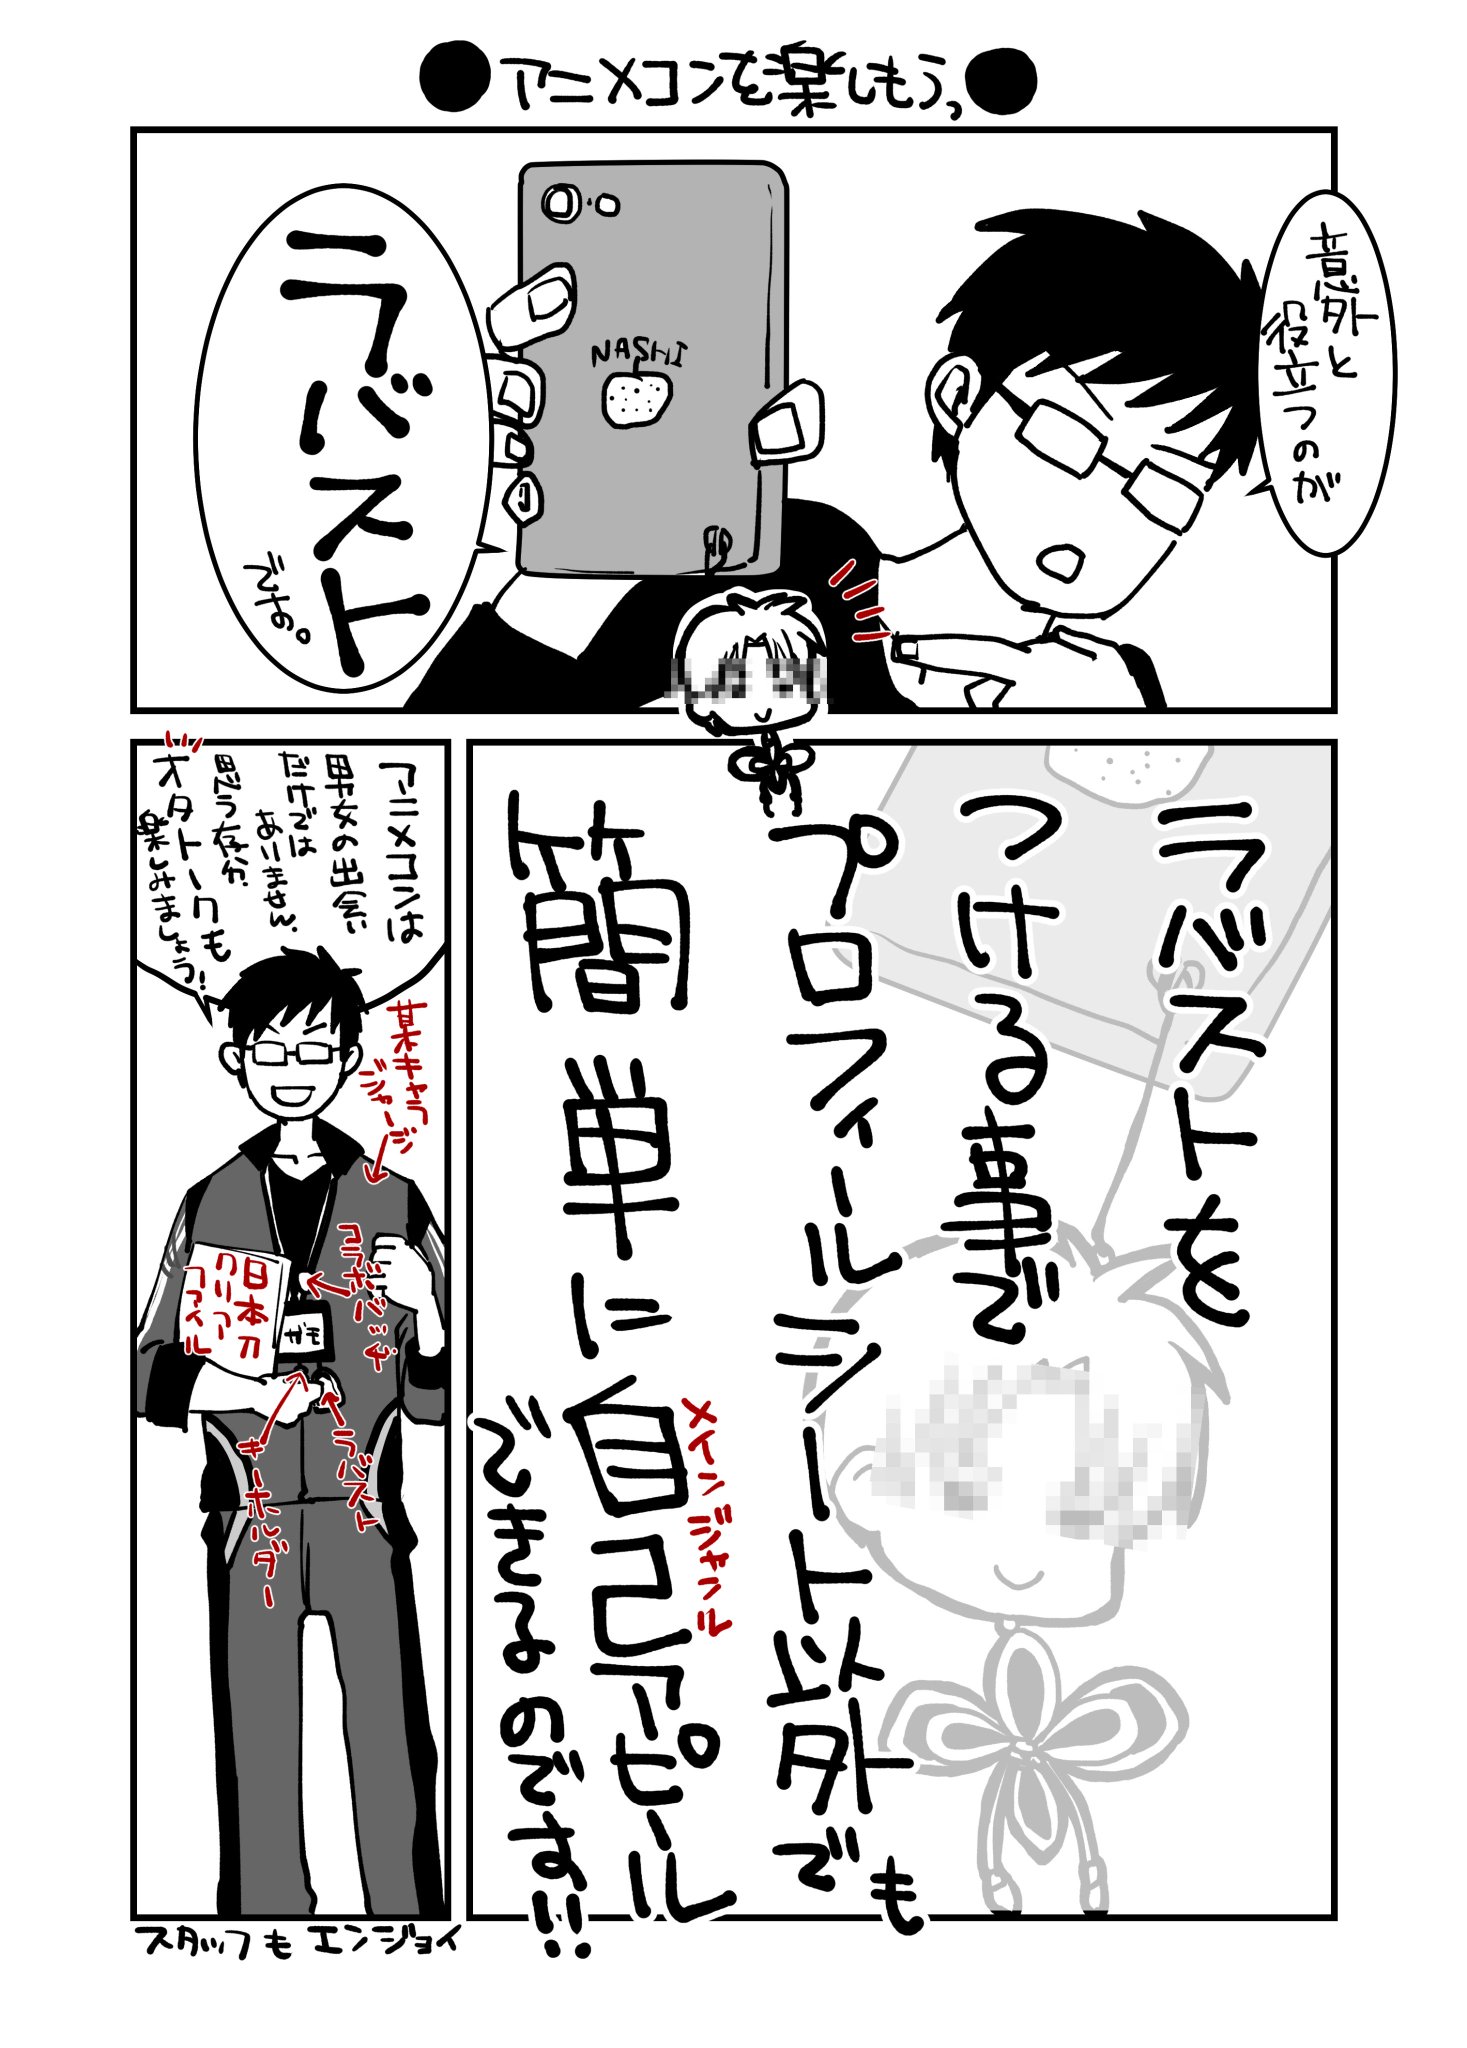 ●アニメコンを楽しもう。●
意外と
役立つのが
NASHI
ラバスト
です。
ラバストを
つける事で
プロフィールシート以外でも
簡単に自己アピール
メインジャンル
できるのです!!
アニメコンは
男女の出会い
だけでは
ありません。
思う存分
オタトークも
楽しみましょう!
某キャラ
ジャージ
コラボバッヂ
日本刀
クリアー
ファイル
がも
ラバスト
キーホルダー
スタッフも エンジョイ